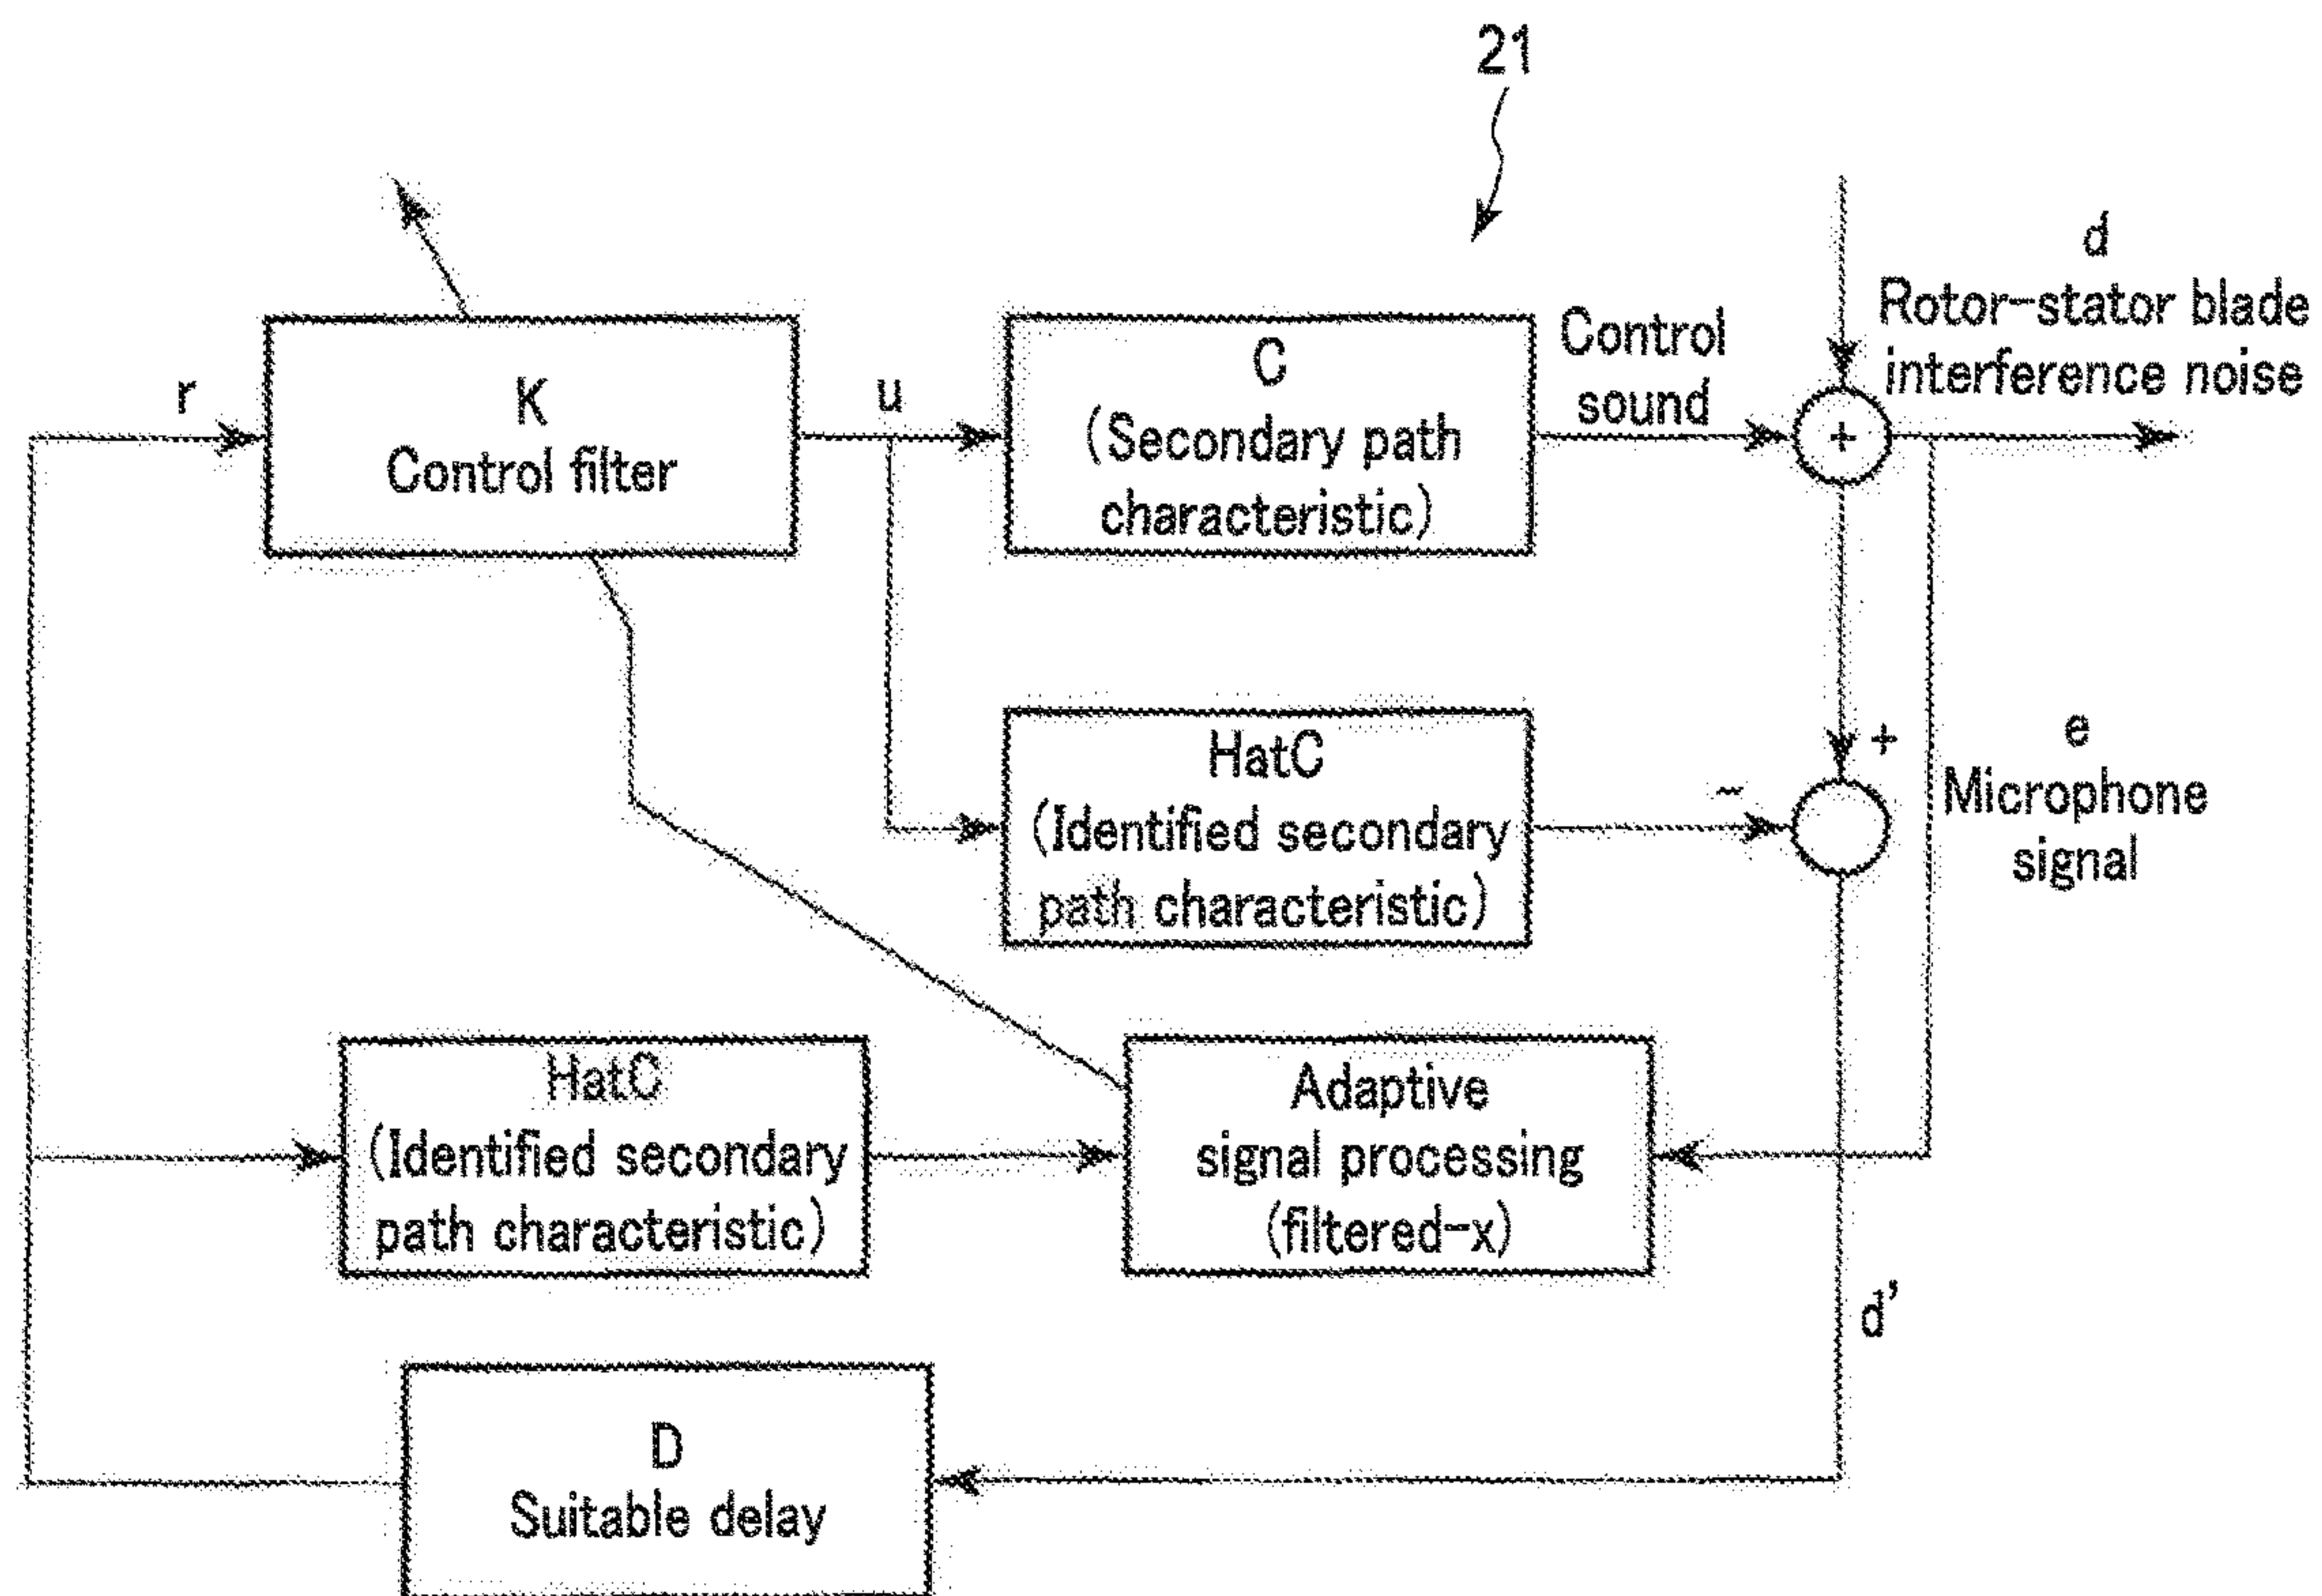 21
d
Rotor-stator blade
interference noise
Control
sound
r
K
Control filter
u
C
(Secondary path
characteristic)
+
HatC
(Identified secondary
path characteristic)
-
+
e
Microphone
signal
HatC
(Identified secondary
path characteristic)
Adaptive
signal processing
(filtered-x)
d'
D
Suitable delay